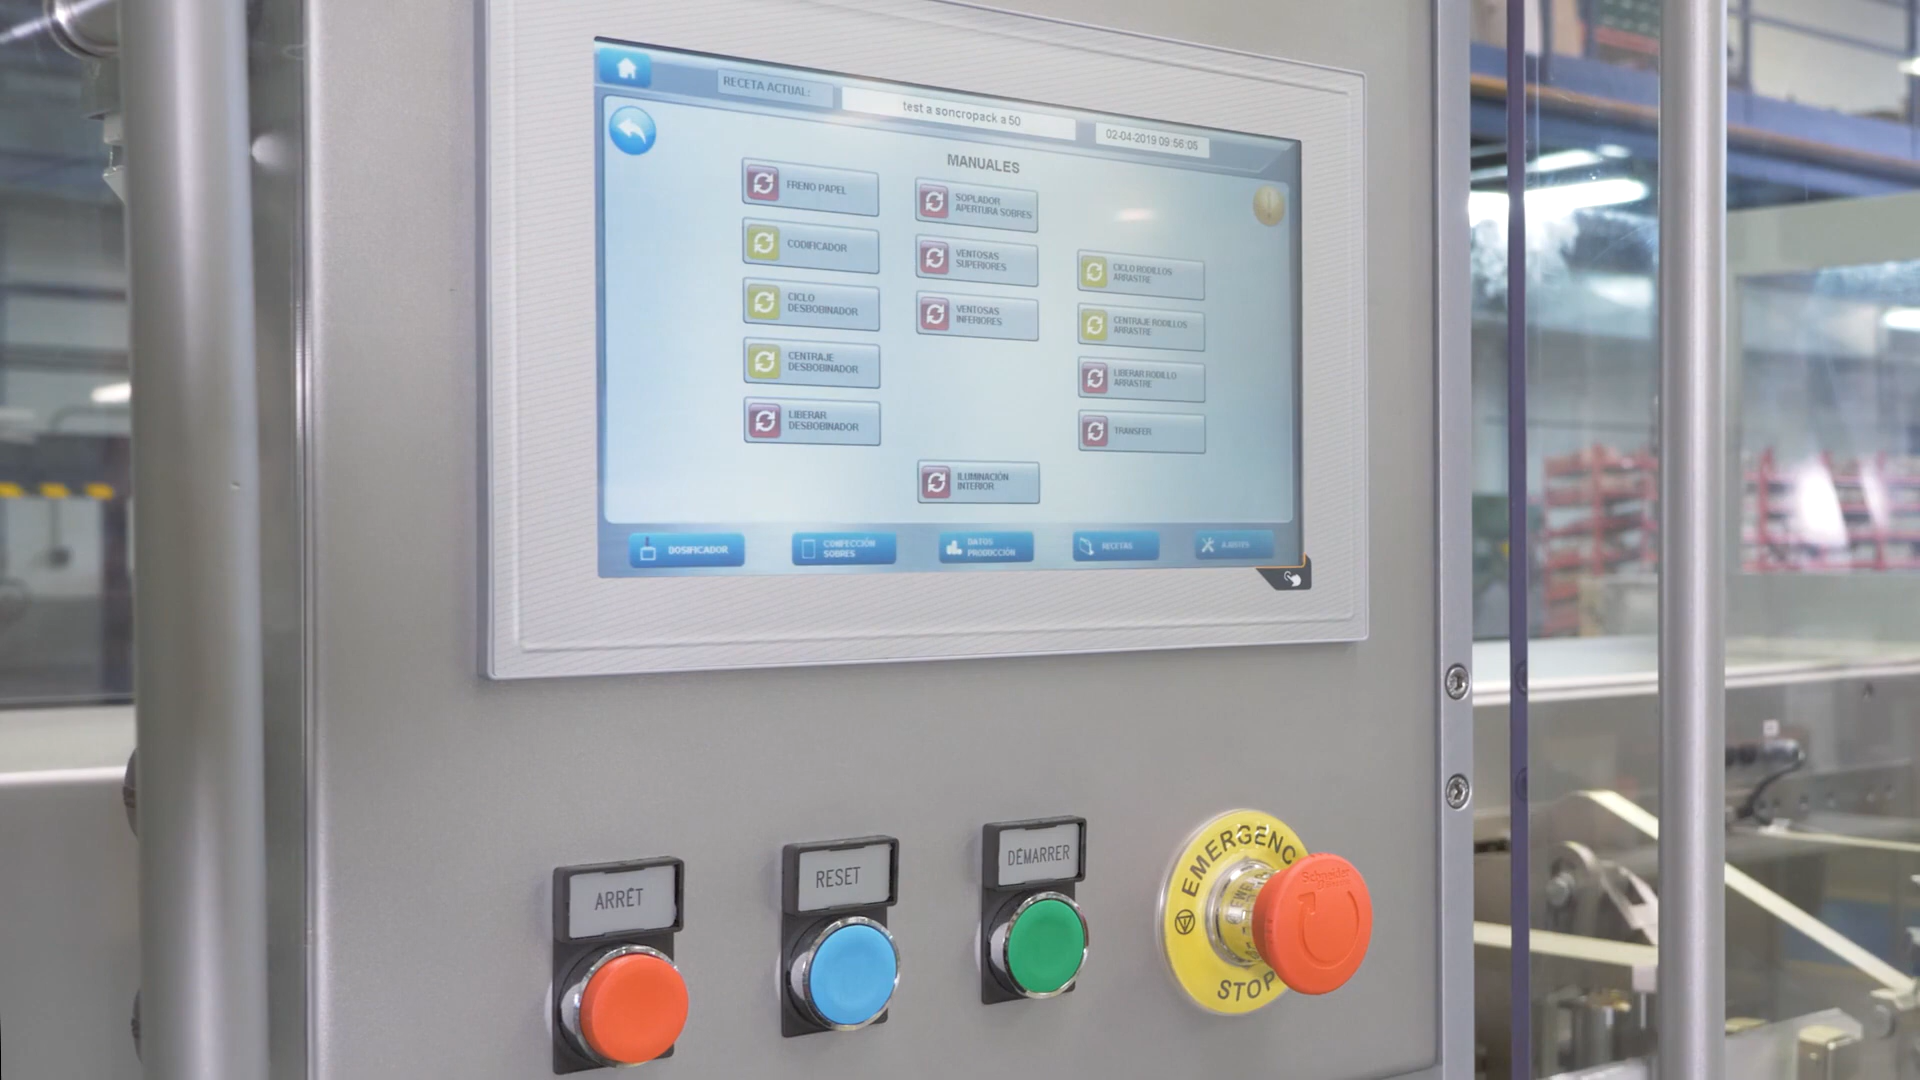 RECETA ACTUAL:
test a soncropack a 50
02-04-2019 09:56:05
MANUALES
FRENO PAPEL
CODIFICADOR
CICLO
DESBOBINADOR
CENTRAJE
DESBOBINADOR
LIBERAR
DESBOBINADOR
SOPLADOR
APERTURA SOBRES
VENTOSAS
SUPERIORES
VENTOSAS
INFERIORES
ILUMINACIÓN
INTERIOR
CICLO RODILLOS
ARRASTRE
CENTRAJE RODILLOS
ARRASTRE
LIBERAR RODILLO
ARRASTRE
TRANSFER
DOSIFICADOR
CONFECCIÓN
SOBRES
DATOS
PRODUCCIÓN
RECETAS
AJUSTES
ARRÊT
RESET
DÉMARRER
EMERGENC
STOP
Schneider